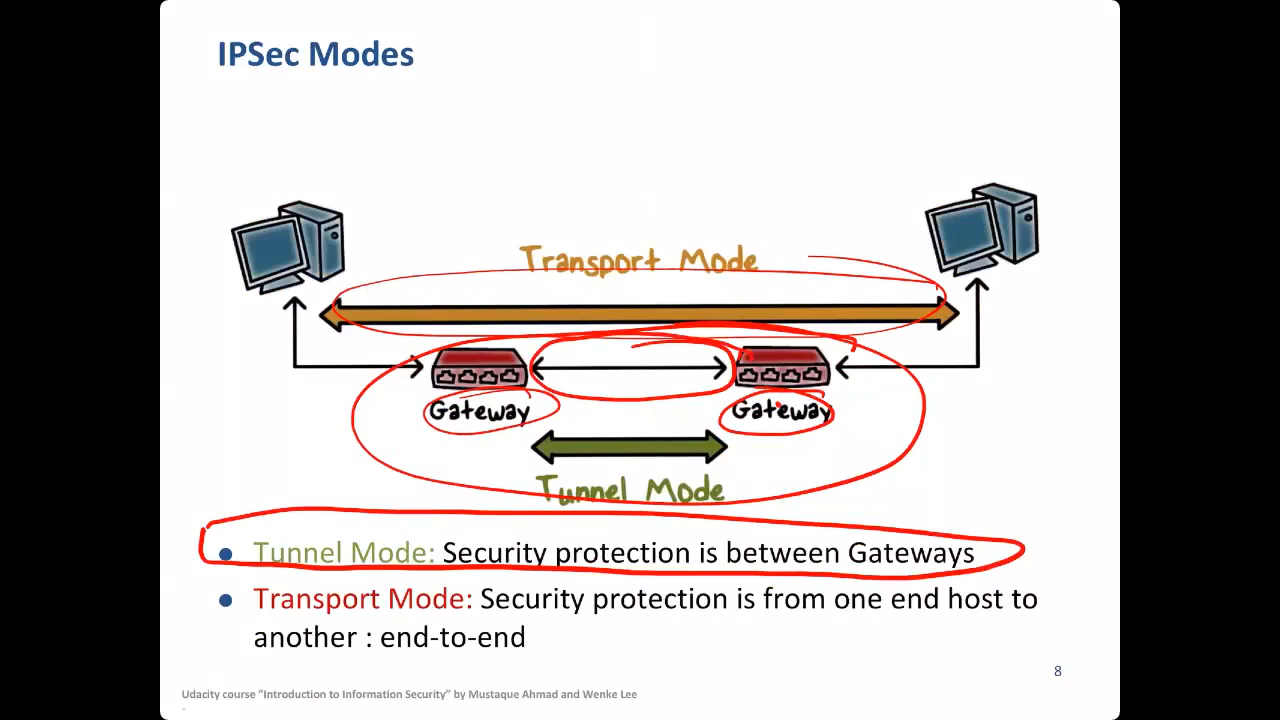 IPSec Modes
Transport Mode
Gateway
Gateway
Tunnel Mode
● Tunnel Mode: Security protection is between Gateways
● Transport Mode: Security protection is from one end host to
another : end-to-end
8
Udacity course ”Introduction to Information Security” by Mustaque Ahmad and Wenke Lee
-